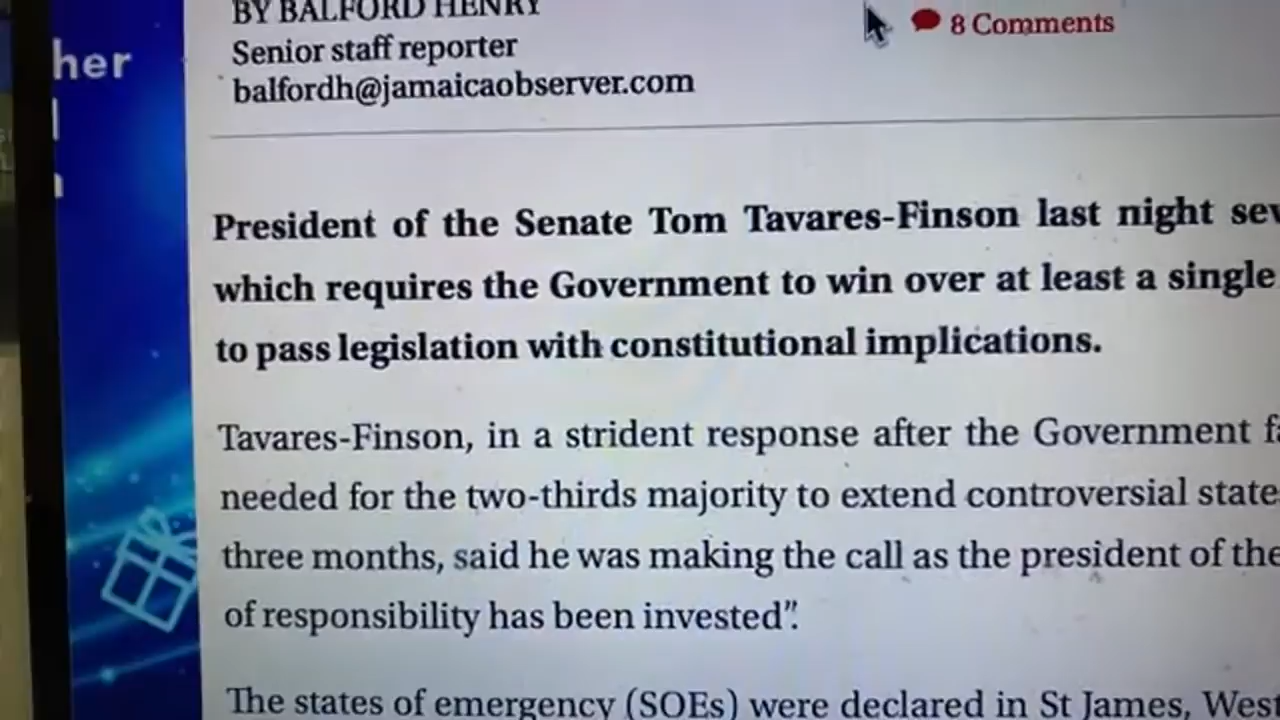 her
BY BALFORD HENRY
Senior staff reporter
balfordh@jamaicaobserver.com
8 Comments
President of the Senate Tom Tavares-Finson last night
which requires the Government to win over at least a single
to pass legislation with constitutional implications.
Tavares-Finson, in a strident response after the Government
needed for the two-thirds majority to extend controversial state
three months, said he was making the call as the president of the
of responsibility has been invested”.
The states of emergency (SOEs) were declared in St James,